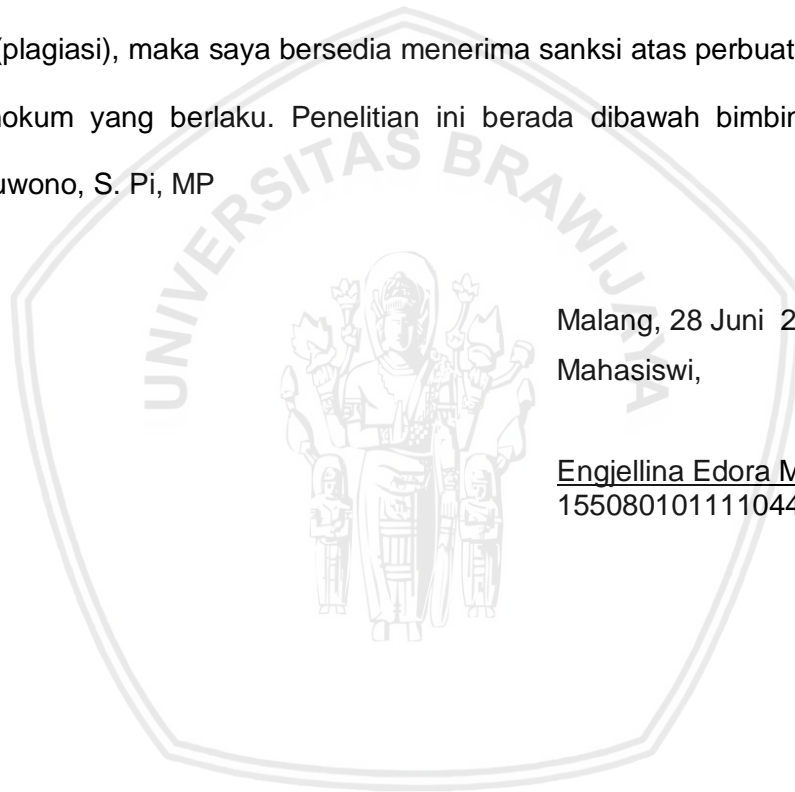 (plagiasi), maka saya bersedia menerima sanksi atas perbuat
hokum yang berlaku. Penelitian ini berada dibawah bimbin
uwono, S. Pi, MP
UNIVERSITAS BRAWIJAYA
Malang, 28 Juni 2
Mahasiswi,
Engjellina Edora M
155080101111044